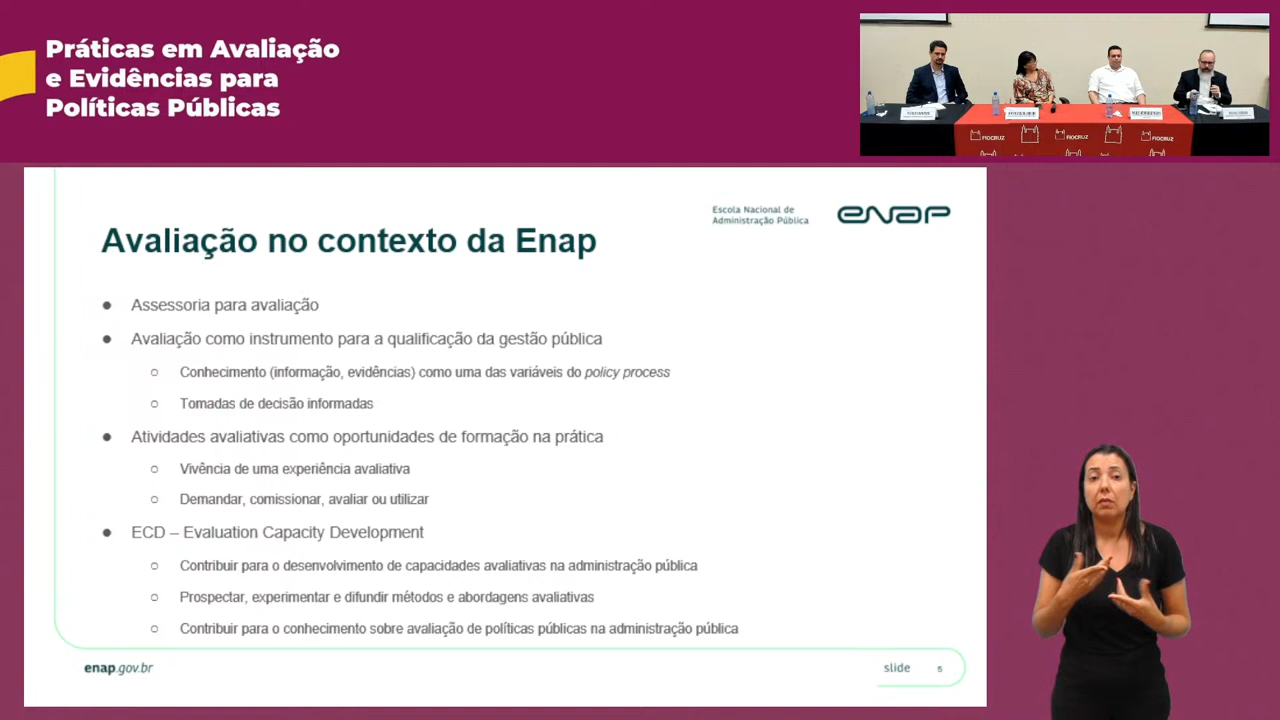 Práticas em Avaliação
e Evidências para
Políticas Públicas
FIOCRUZ
FIOCRUZ
FIOCRUZ
Escola Nacional de
Administração Pública
enap
Avaliação no contexto da Enap
● Assessoria para avaliação
● Avaliação como instrumento para a qualificação da gestão pública
○ Conhecimento (informação, evidências) como uma das variáveis do policy process
○ Tomadas de decisão informadas
● Atividades avaliativas como oportunidades de formação na prática
○ Vivência de uma experiência avaliativa
○ Demandar, comissionar, avaliar ou utilizar
● ECD – Evaluation Capacity Development
○ Contribuir para o desenvolvimento de capacidades avaliativas na administração pública
○ Prospectar, experimentar e difundir métodos e abordagens avaliativas
○ Contribuir para o conhecimento sobre avaliação de políticas públicas na administração pública
enap.gov.br
slide 5